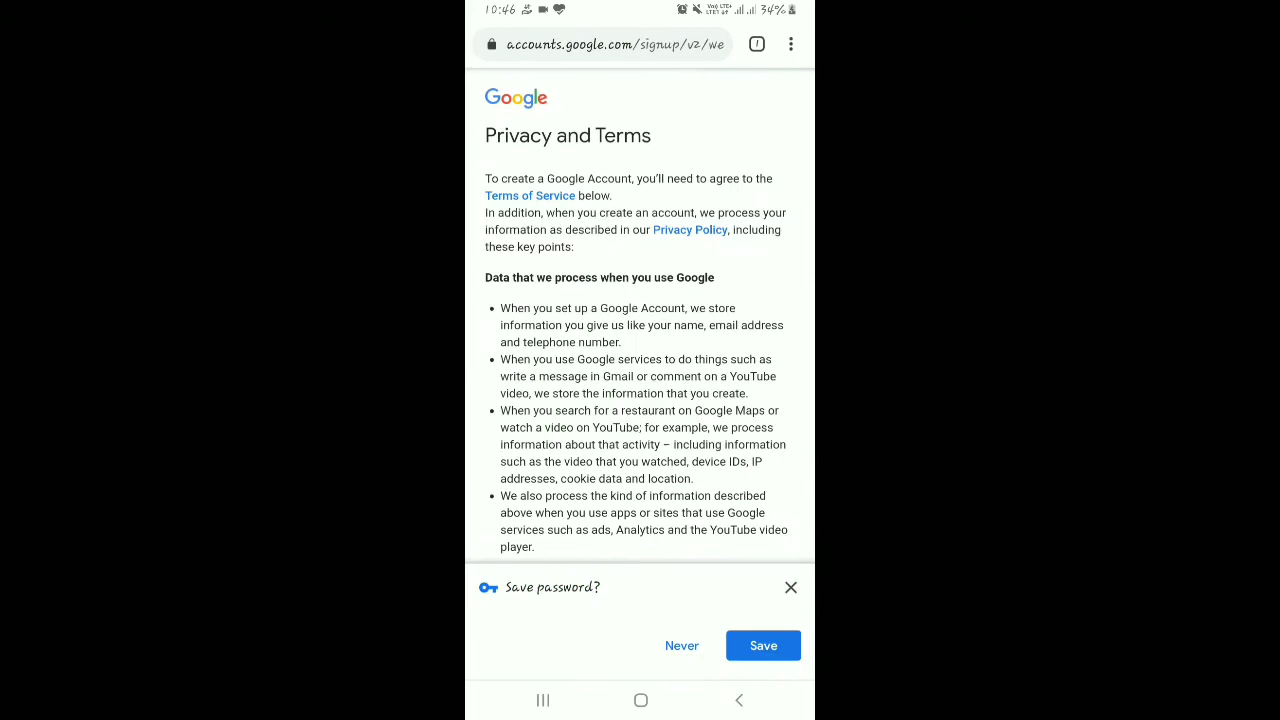 10:46
Vo) LTE+
LTE1
34%
accounts.google.com/signup/v2/we
1
Google
Privacy and Terms
To create a Google Account, you'll need to agree to the
Terms of Service below.
In addition, when you create an account, we process your
information as described in our Privacy Policy, including
these key points:
Data that we process when you use Google
• When you set up a Google Account, we store
information you give us like your name, email address
and telephone number.
• When you use Google services to do things such as
write a message in Gmail or comment on a YouTube
video, we store the information that you create.
• When you search for a restaurant on Google Maps or
watch a video on YouTube; for example, we process
information about that activity – including information
such as the video that you watched, device IDs, IP
addresses, cookie data and location.
• We also process the kind of information described
above when you use apps or sites that use Google
services such as ads, Analytics and the YouTube video
player.
Save password?
Never
Save